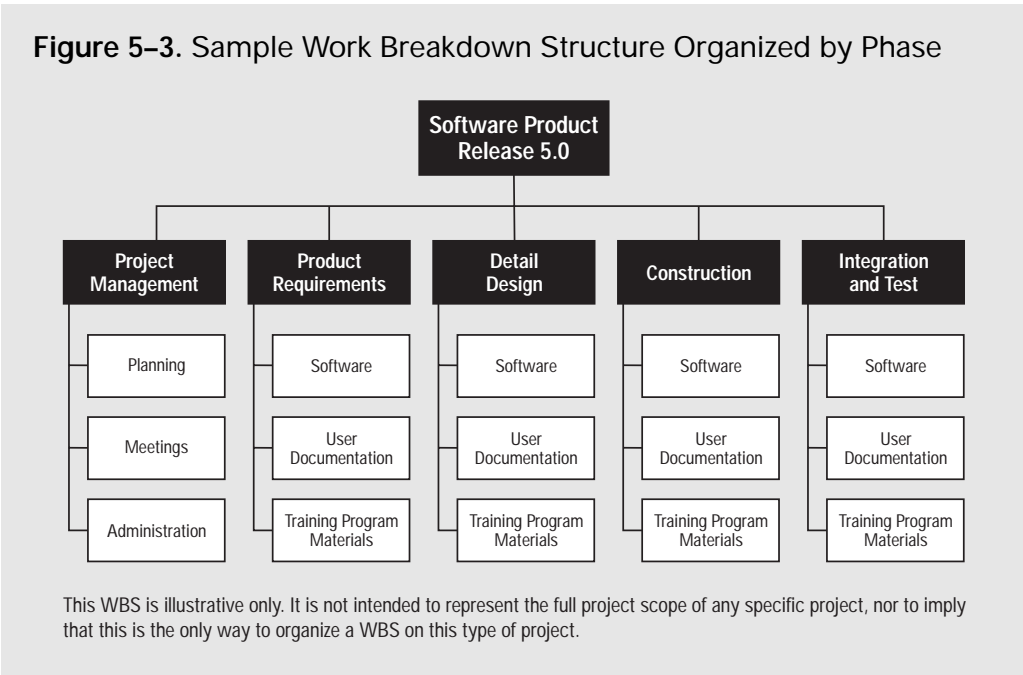 Figure 5–3. Sample Work Breakdown Structure Organized by Phase
Software Product
Release 5.0
Project
Management
Product
Requirements
Detail
Design
Construction
Integration
and Test
Planning
Software
Software
Software
Software
Meetings
User
Documentation
User
Documentation
User
Documentation
User
Documentation
Administration
Training Program
Materials
Training Program
Materials
Training Program
Materials
Training Program
Materials
This WBS is illustrative only. It is not intended to represent the full project scope of any specific project, nor to imply
that this is the only way to organize a WBS on this type of project.